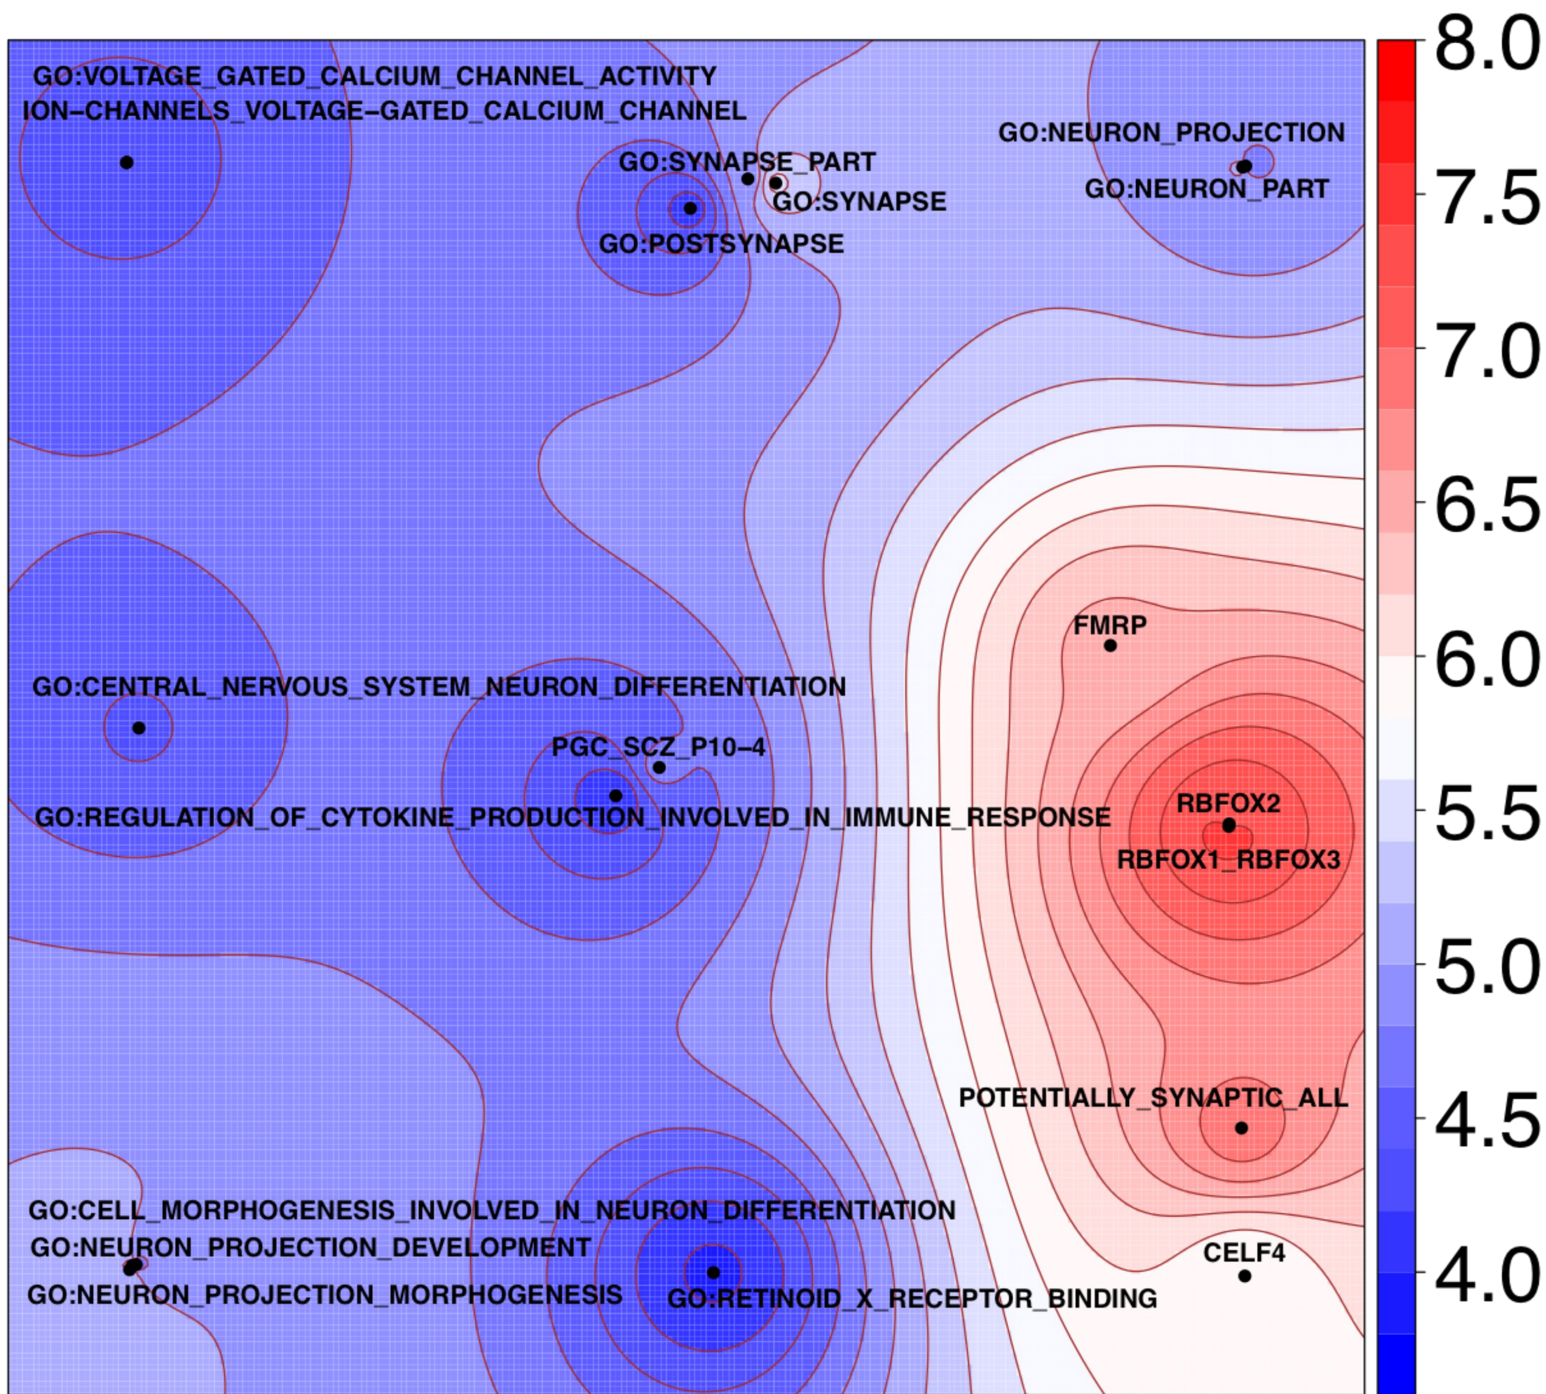 GO:VOLTAGE_GATED_CALCIUM_CHANNEL_ACTIVITY
ION−CHANNELS_VOLTAGE−GATED_CALCIUM_CHANNEL
GO:SYNAPSE_PART
GO:SYNAPSE
GO:POSTSYNAPSE
GO:NEURON_PROJECTION
GO:NEURON_PART
FMRP
GO:CENTRAL_NERVOUS_SYSTEM_NEURON_DIFFERENTIATION
PGC_SCZ_P10−4
GO:REGULATION_OF_CYTOKINE_PRODUCTION_INVOLVED_IN_IMMUNE_RESPONSE
RBFOX2
RBFOX1_RBFOX3
POTENTIALLY_SYNAPTIC_ALL
GO:CELL_MORPHOGENESIS_INVOLVED_IN_NEURON_DIFFERENTIATION
GO:NEURON_PROJECTION_DEVELOPMENT
GO:NEURON_PROJECTION_MORPHOGENESIS
GO:RETINOID_X_RECEPTOR_BINDING
CELF4
8.0
7.5
7.0
6.5
6.0
5.5
5.0
4.5
4.0